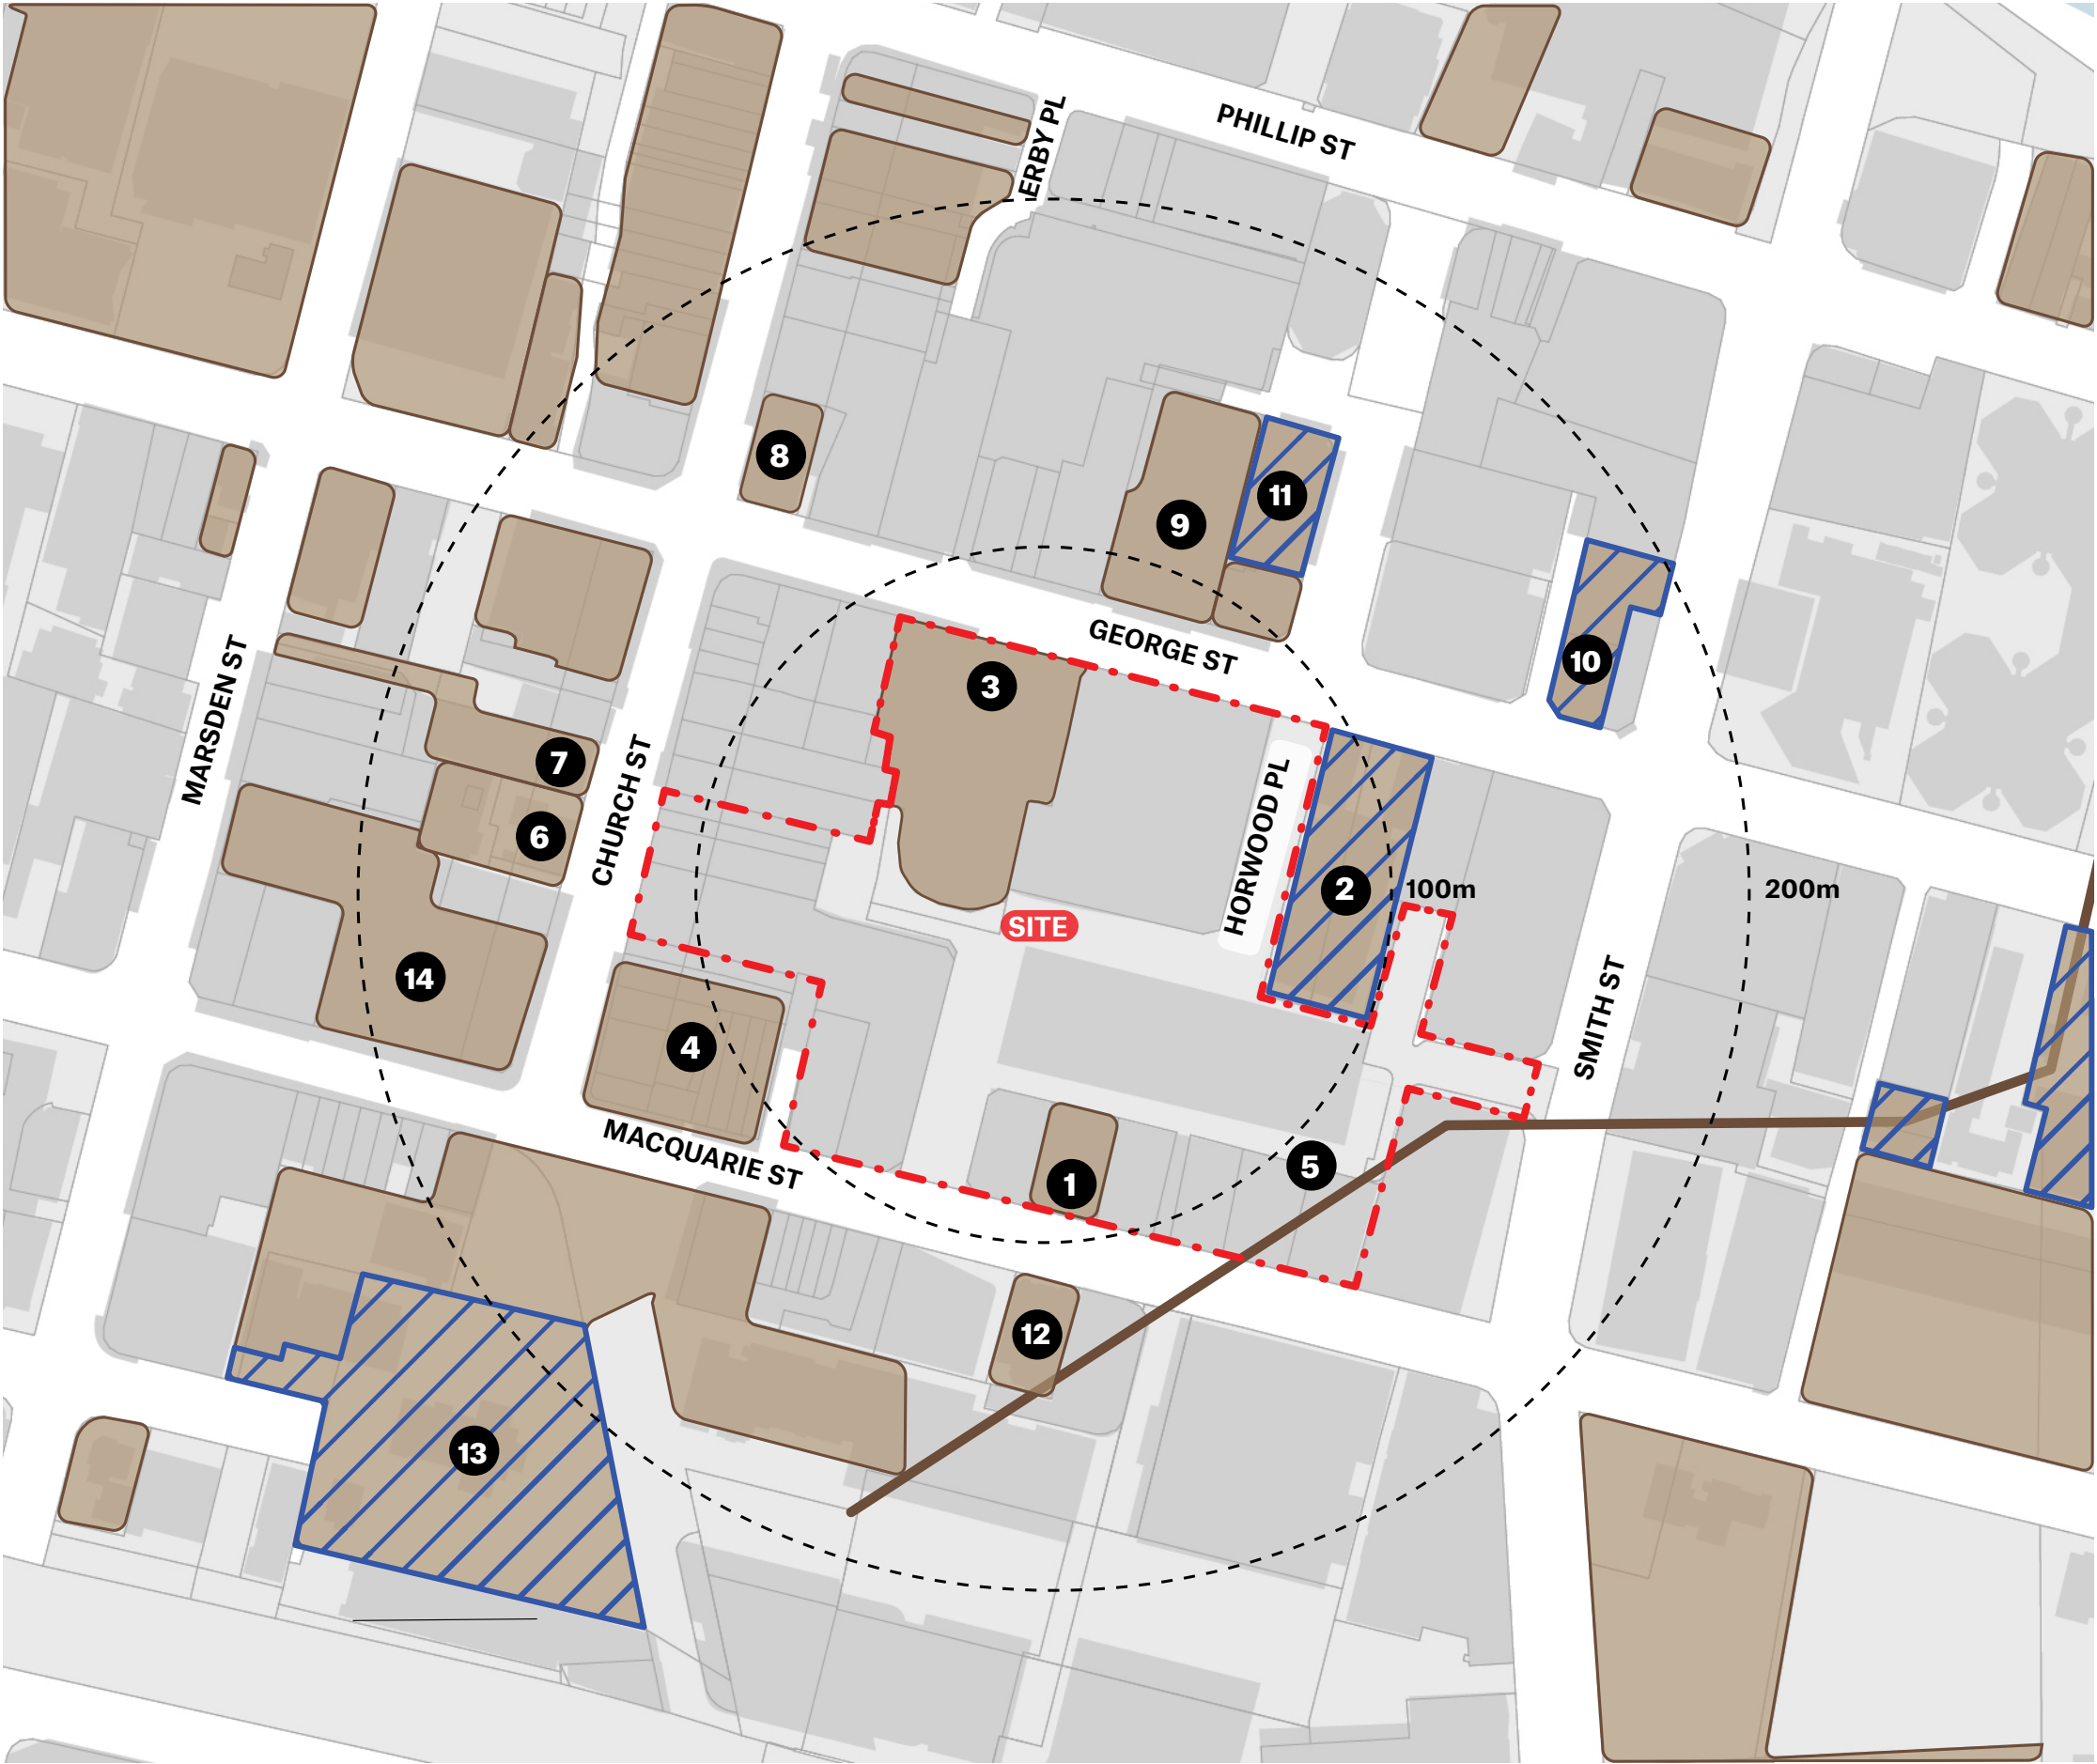 PHILLIP ST
ERBY PL
8
11
9
GEORGE ST
10
3
MARSDEN ST
7
CHURCH ST
6
HORWOOD PL
2
100m
200m
SITE
14
SMITH ST
4
MACQUARIE ST
5
1
12
13